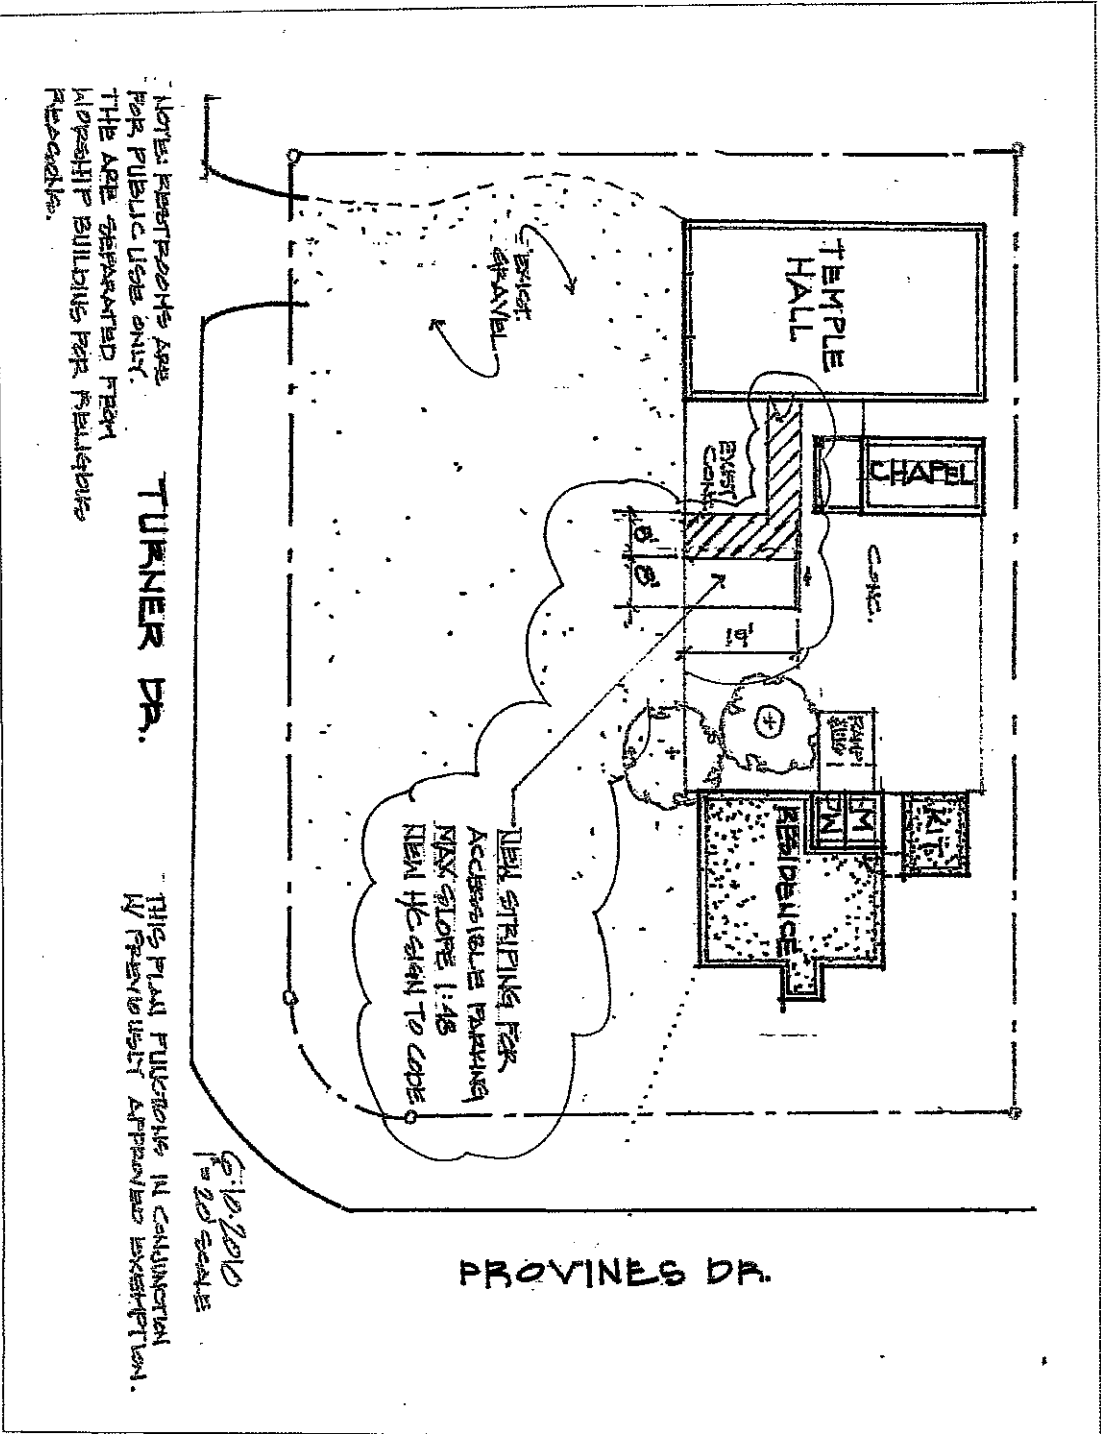 TEMPLE
HALL
CHAPEL
EXIST.
GRAVEL
EXIST
CONC.
CONC.
8'
8'
19'
RAMP
KIT.
M
W
RESIDENCE
NEW STRIPING FOR
ACCESSIBLE PARKING
MAX SLOPE 1:48
NEW H/C SIGN TO CODE
TURNER DR.
PROVINES DR.
NOTE: RESTROOMS ARE
FOR PUBLIC USE ONLY.
THE ARE SEPARATED FROM
WORSHIP BUILDING FOR RELIGIOUS
REASONS.
THIS PLAN FUNCTIONS IN CONJUNCTION
W/ PREVIOUSLY APPROVED EXEMPTION.
6.10.2010
1"=20' SCALE